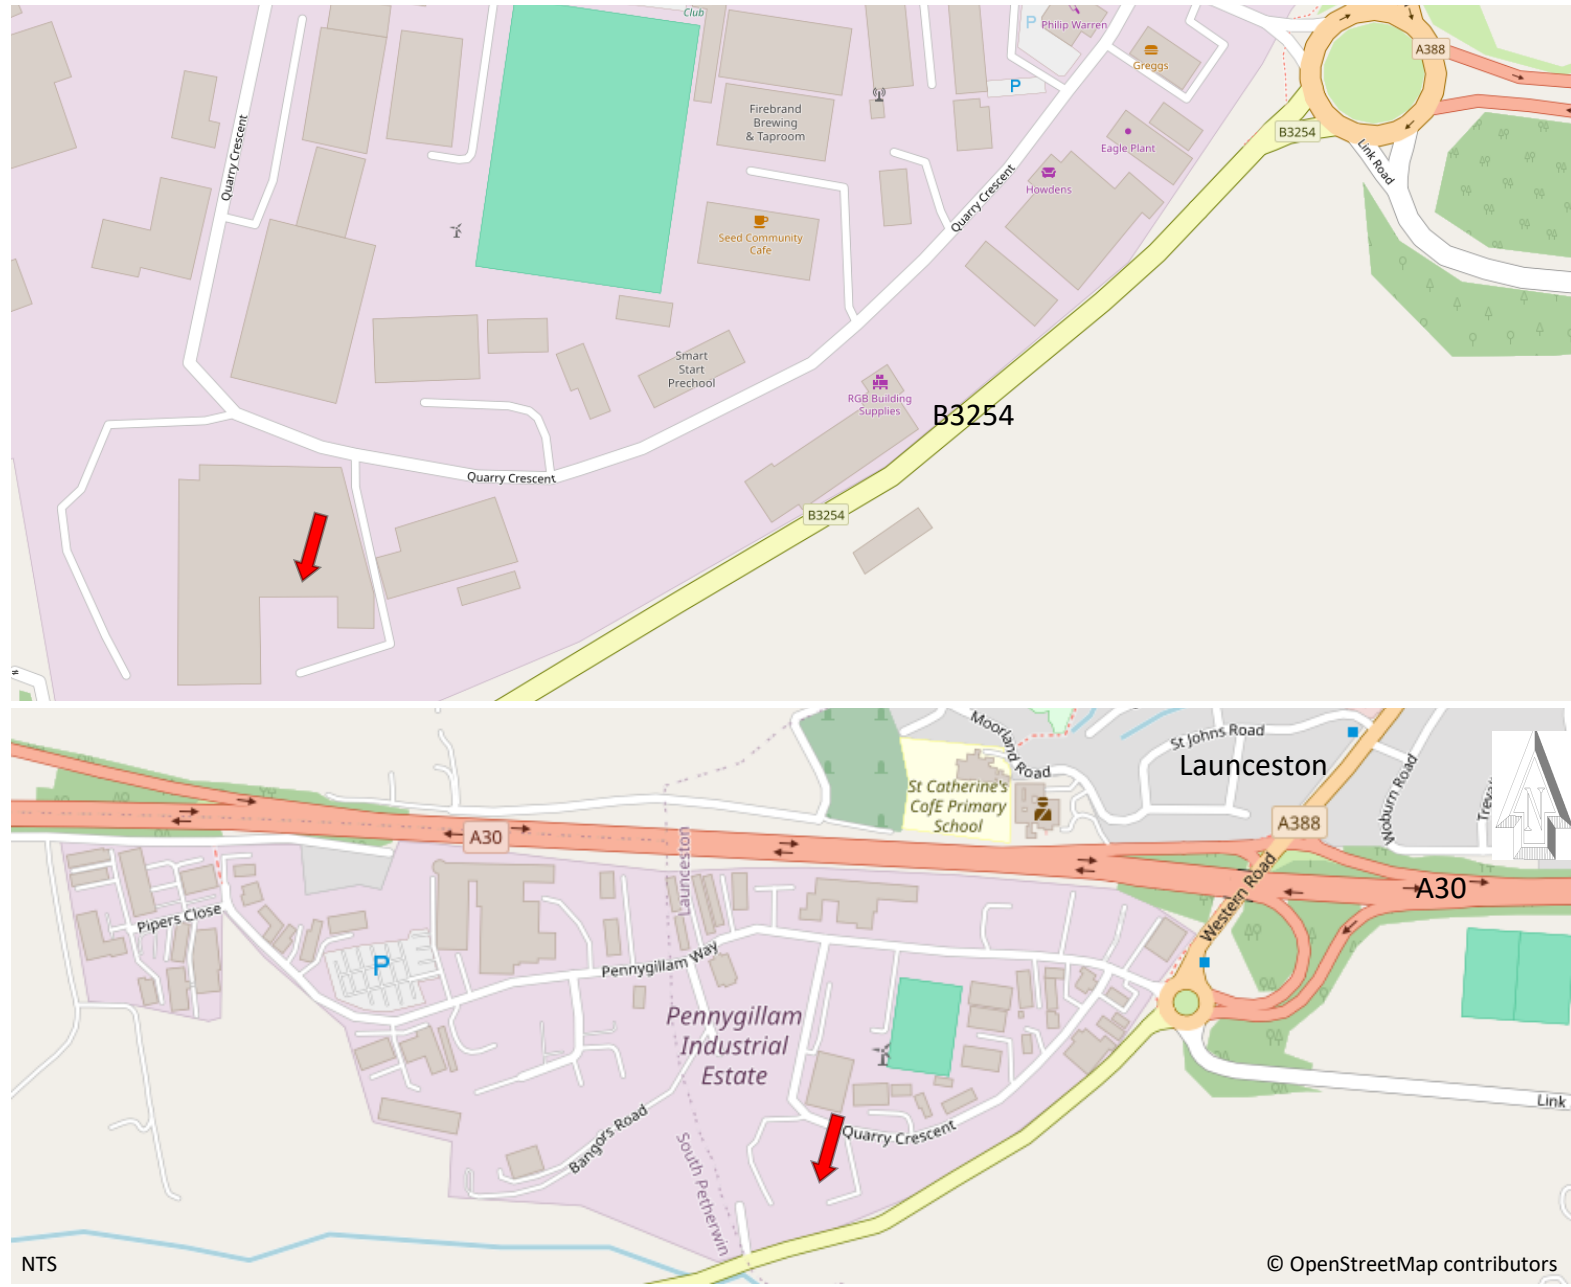 Club
P Philip Warren
A388
Greggs
P
Firebrand
Brewing
& Taproom
B3254
Quarry Crescent
Eagle Plant
Link Road
Howdens
Quarry Crescent
Seed Community
Cafe
Smart
Start
Prechool
RGB Building
Supplies
B3254
Quarry Crescent
B3254
Moorland Road
St Johns Road
Launceston
Woburn Road
St Catherine's
CofE Primary
School
N
A388
A30
Launceston
A30
Western Road
Pipers Close
P
Pennygillam Way
Pennygillam
Industrial
Estate
Link
Bangors Road
Quarry Crescent
South Petherwin
NTS
© OpenStreetMap contributors